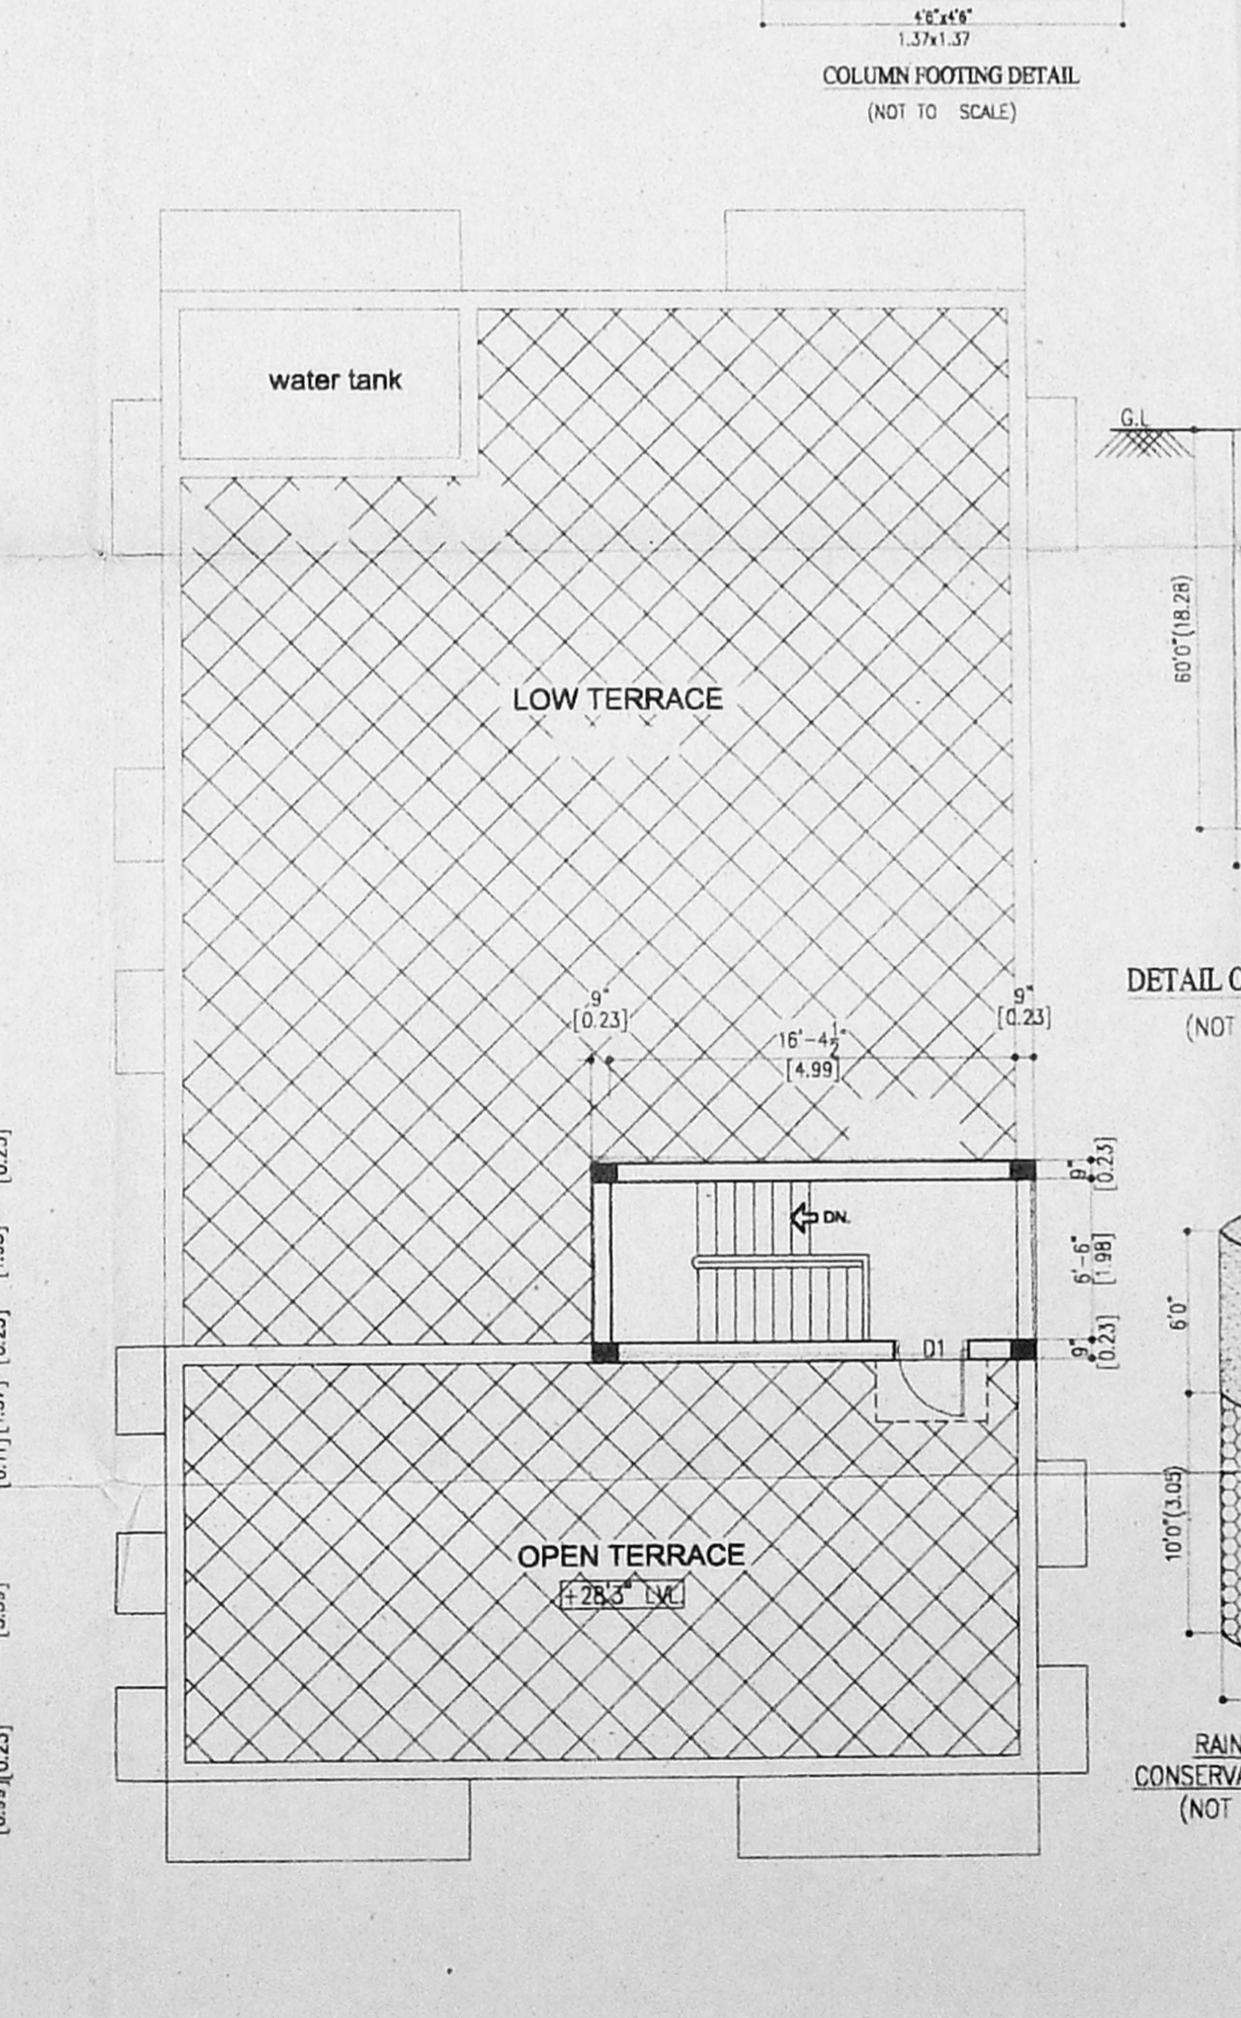 4'6"x4'6"
1.37x1.37
COLUMN FOOTING DETAIL
(NOT TO SCALE)
water tank
G.L
60'0"(18.28)
LOW TERRACE
DETAIL
(NOT
9"
[0.23]
9"
[0.23]
16'-4½"
[4.99]
9"
[0.23]
DN.
6'-6"
[1.98]
9"
[0.23]
D1
6'0"
10'0"(3.05)
OPEN TERRACE
+28'3" LVL
RAIN
CONSERVA
(NOT